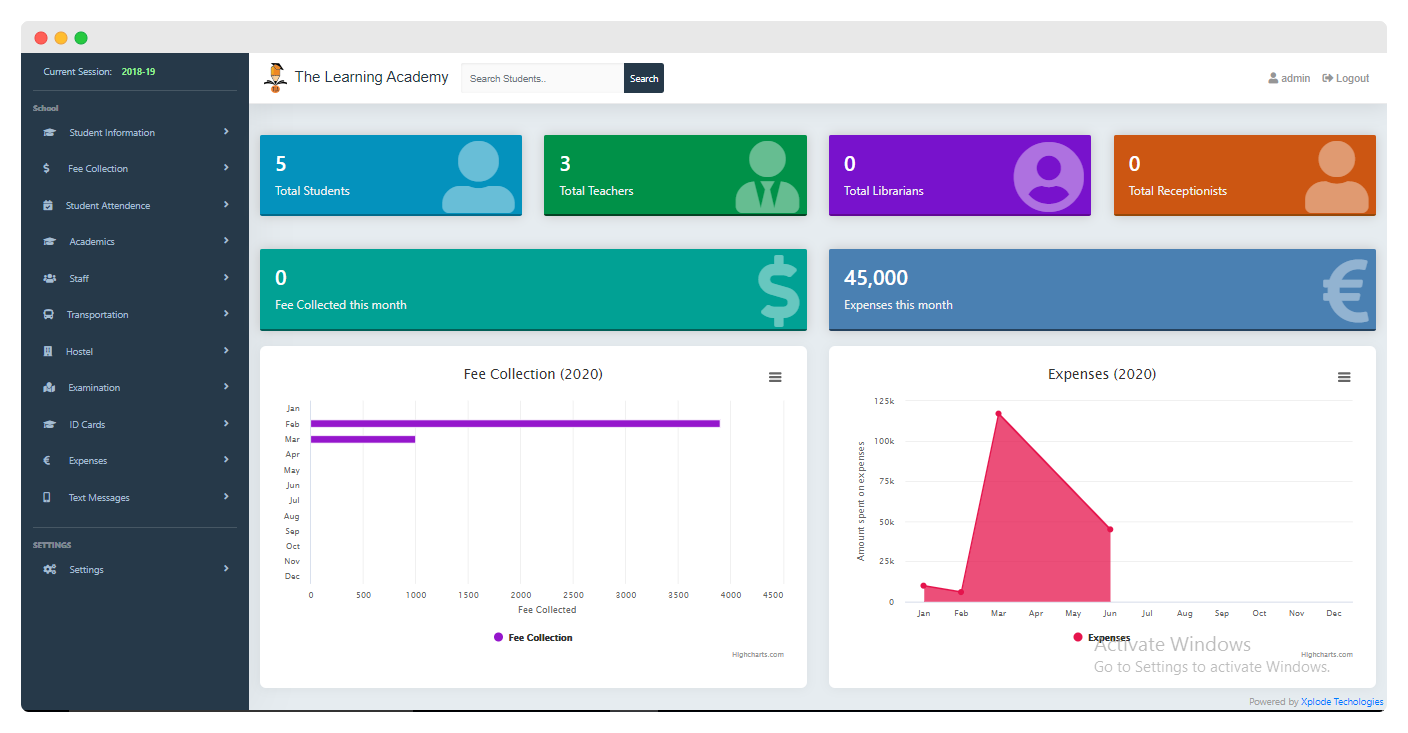 Current Session: 2018-19
School
Student Information
Fee Collection
Student Attendence
Academics
Staff
Transportation
Hostel
Examination
ID Cards
Expenses
Text Messages
SETTINGS
Settings
The Learning Academy
Search Students..
Search
admin
Logout
5
Total Students
3
Total Teachers
0
Total Librarians
0
Total Receptionists
0
Fee Collected this month
45,000
Expenses this month
Fee Collection (2020)
Jan
Feb
Mar
Apr
May
Jun
Jul
Aug
Sep
Oct
Nov
Dec
0 500 1000 1500 2000 2500 3000 3500 4000 4500
Fee Collected
Fee Collection
Highcharts.com
Expenses (2020)
Amount spent on expenses
125k
100k
75k
50k
25k
0
Jan Feb Mar Apr May Jun Jul Aug Sep Oct Nov Dec
Expenses
Highcharts.com
Activate Windows
Go to Settings to activate Windows.
Powered by Xplode Techologies